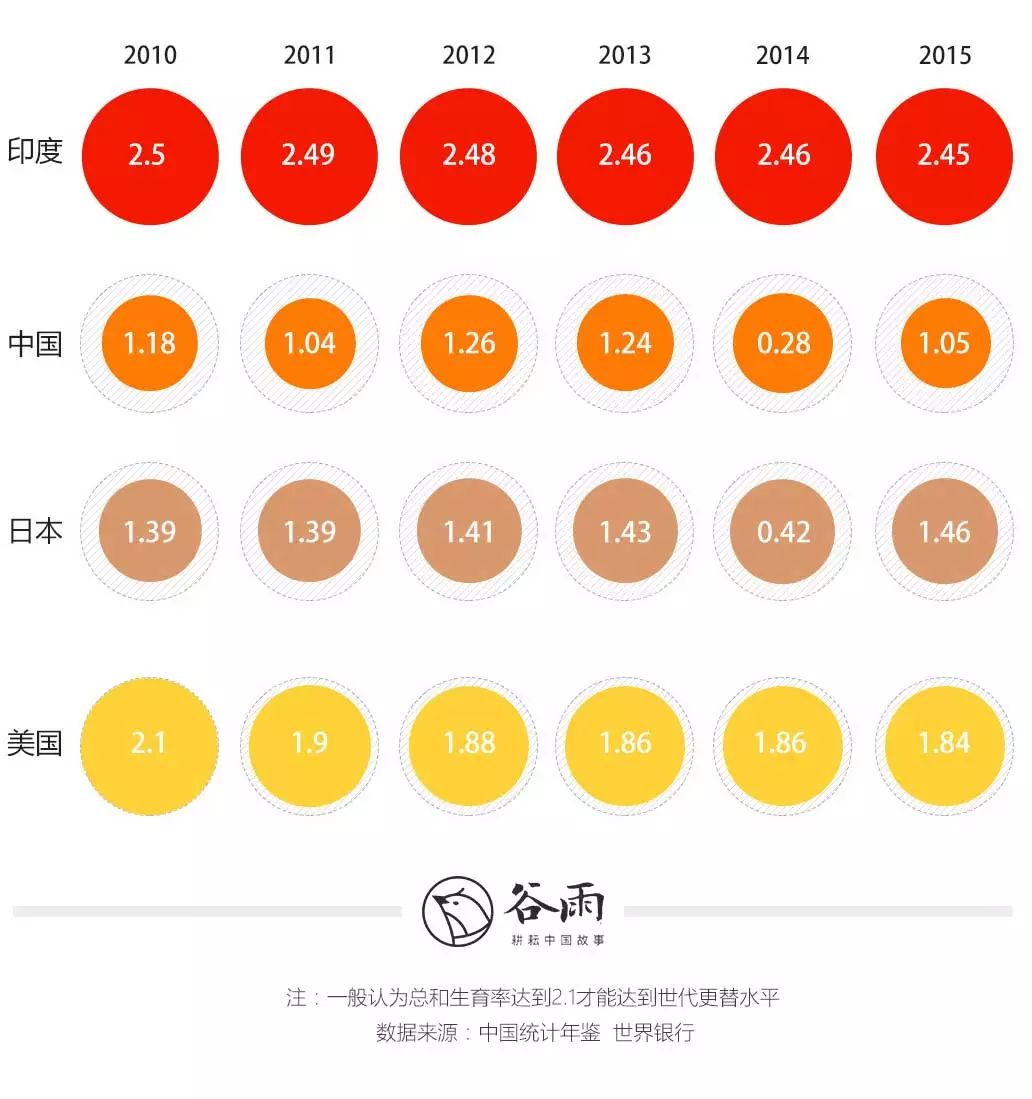 2010 2011 2012 2013 2014 2015
印度 2.5 2.49 2.48 2.46 2.46 2.45
中国 1.18 1.04 1.26 1.24 0.28 1.05
日本 1.39 1.39 1.41 1.43 0.42 1.46
美国 2.1 1.9 1.88 1.86 1.86 1.84
谷雨
耕耘中国故事
注：一般认为总和生育率达到2.1才能达到世代更替水平
数据来源：中国统计年鉴 世界银行